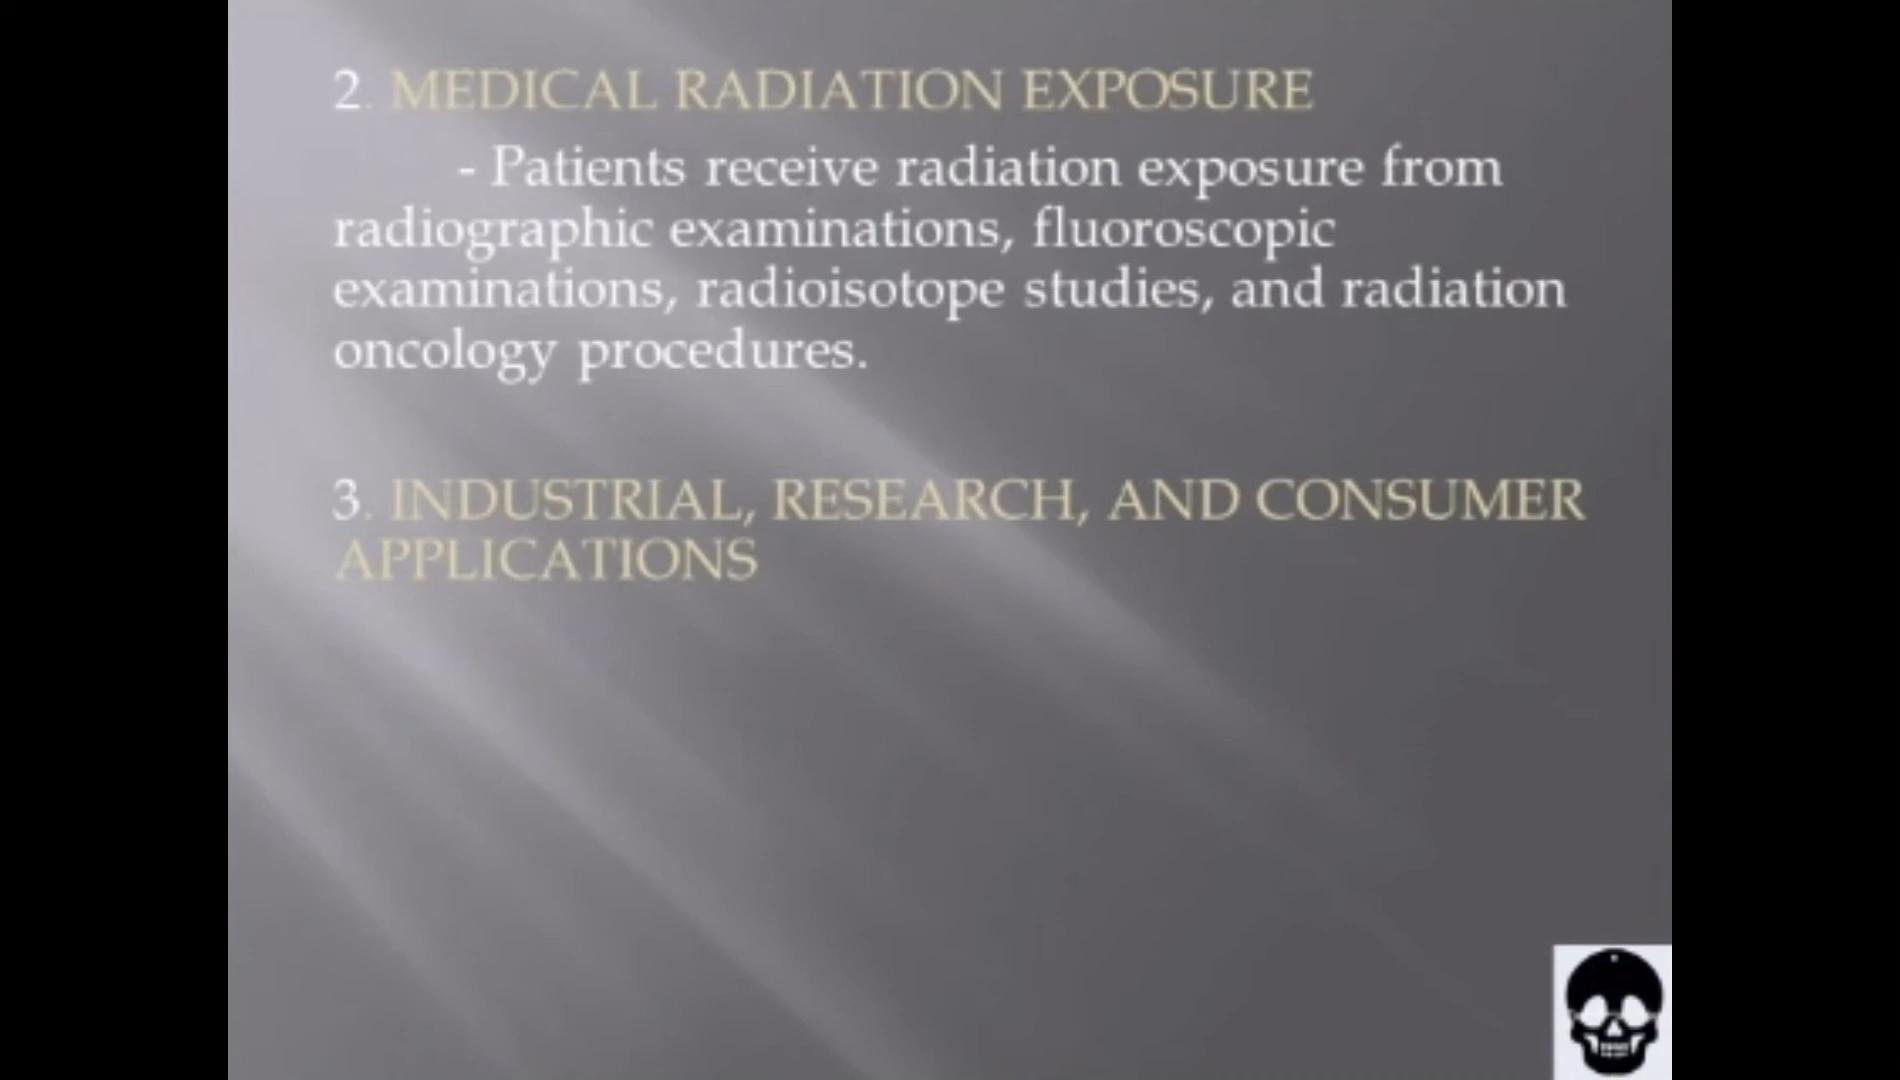 2. MEDICAL RADIATION EXPOSURE
- Patients receive radiation exposure from
radiographic examinations, fluoroscopic
examinations, radioisotope studies, and radiation
oncology procedures.
3. INDUSTRIAL, RESEARCH, AND CONSUMER
APPLICATIONS